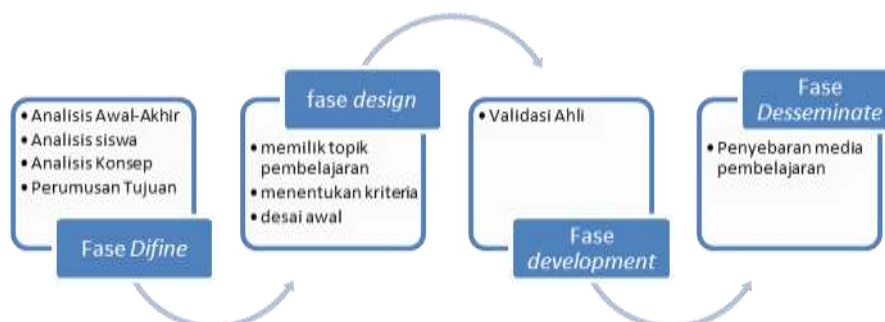 • Analisis Awal-Akhir
• Analisis siswa
• Analisis Konsep
• Perumusan Tujuan
Fase Difine
fase design
• memilik topik
pembelajaran
• menentukan kriteria
• desai awal
• Validasi Ahli
Fase
development
Fase
Desseminate
• Penyebaran media
pembelajaran